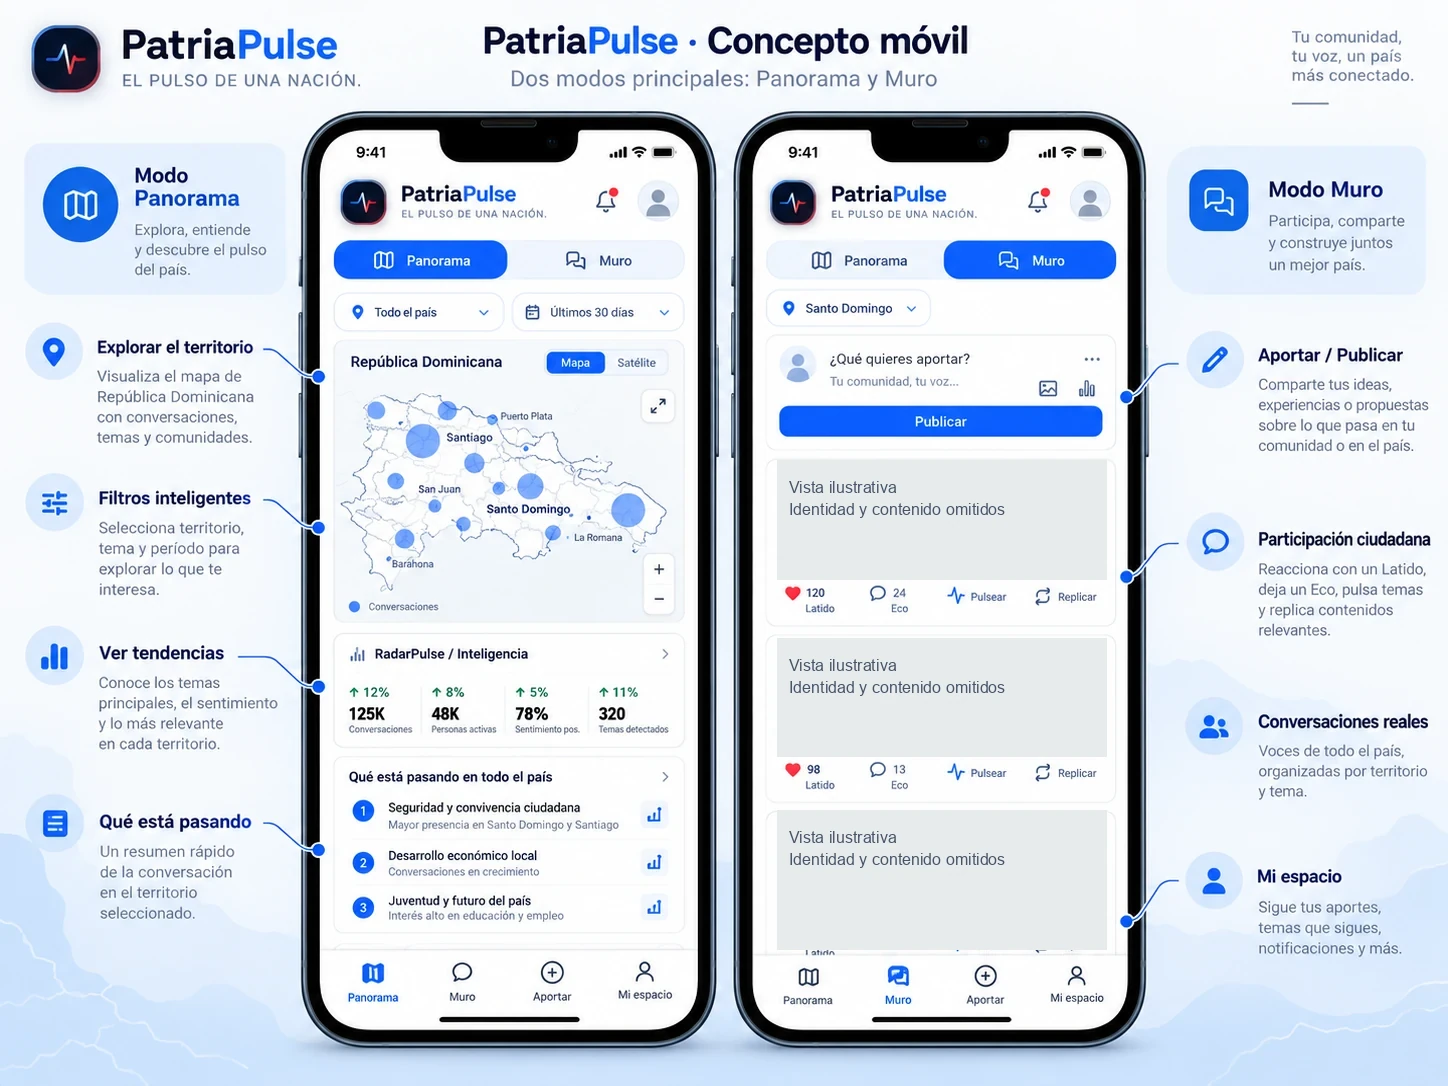 PatriaPulse
EL PULSO DE UNA NACIÓN.
PatriaPulse · Concepto móvil
Dos modos principales: Panorama y Muro
Tu comunidad,
tu voz, un país
más conectado.
Modo
Panorama
Explora, entiende
y descubre el pulso
del país.
Explorar el territorio
Visualiza el mapa de
República Dominicana
con conversaciones,
temas y comunidades.
Filtros inteligentes
Selecciona territorio,
tema y período para
explorar lo que te
interesa.
Ver tendencias
Conoce los temas
principales, el sentimiento
y lo más relevante
en cada territorio.
Qué está pasando
Un resumen rápido
de la conversación
en el territorio
seleccionado.
9:41
PatriaPulse
EL PULSO DE UNA NACIÓN.
Panorama
Muro
Todo el país
Últimos 30 días
República Dominicana
Mapa
Satélite
Puerto Plata
Santiago
San Juan
Santo Domingo
La Romana
Barahona
+
−
Conversaciones
RadarPulse / Inteligencia
↑ 12% ↑ 8% ↑ 5% ↑ 11%
125K 48K 78% 320
Conversaciones Personas activas Sentimiento pos. Temas detectados
Qué está pasando en todo el país
1 Seguridad y convivencia ciudadana
Mayor presencia en Santo Domingo y Santiago
2 Desarrollo económico local
Conversaciones en crecimiento
3 Juventud y futuro del país
Interés alto en educación y empleo
Panorama Muro Aportar Mi espacio
9:41
PatriaPulse
EL PULSO DE UNA NACIÓN.
Panorama
Muro
Santo Domingo
¿Qué quieres aportar?
Tu comunidad, tu voz...
Publicar
Vista ilustrativa
Identidad y contenido omitidos
120 24 Pulsear Replicar
Latido Eco
Vista ilustrativa
Identidad y contenido omitidos
98 13 Pulsear Replicar
Latido Eco
Vista ilustrativa
Identidad y contenido omitidos
Latido
Panorama Muro Aportar Mi espacio
Modo Muro
Participa, comparte
y construye juntos
un mejor país.
Aportar / Publicar
Comparte tus ideas,
experiencias o propuestas
sobre lo que pasa en tu
comunidad o en el país.
Participación ciudadana
Reacciona con un Latido,
deja un Eco, pulsa temas
y replica contenidos
relevantes.
Conversaciones reales
Voces de todo el país,
organizadas por territorio
y tema.
Mi espacio
Sigue tus aportes,
temas que sigues,
notificaciones y más.